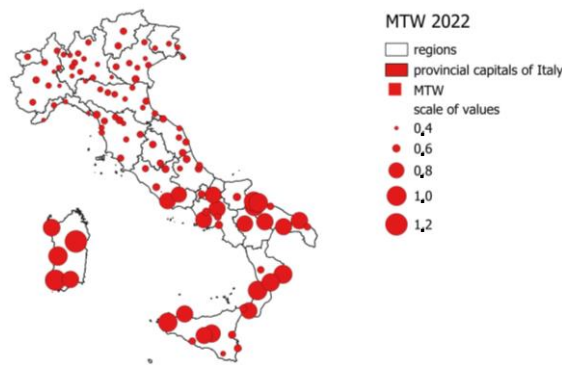 MTW 2022
regions
provincial capitals of Italy
MTW
scale of values
0,4
0,6
0,8
1,0
1,2